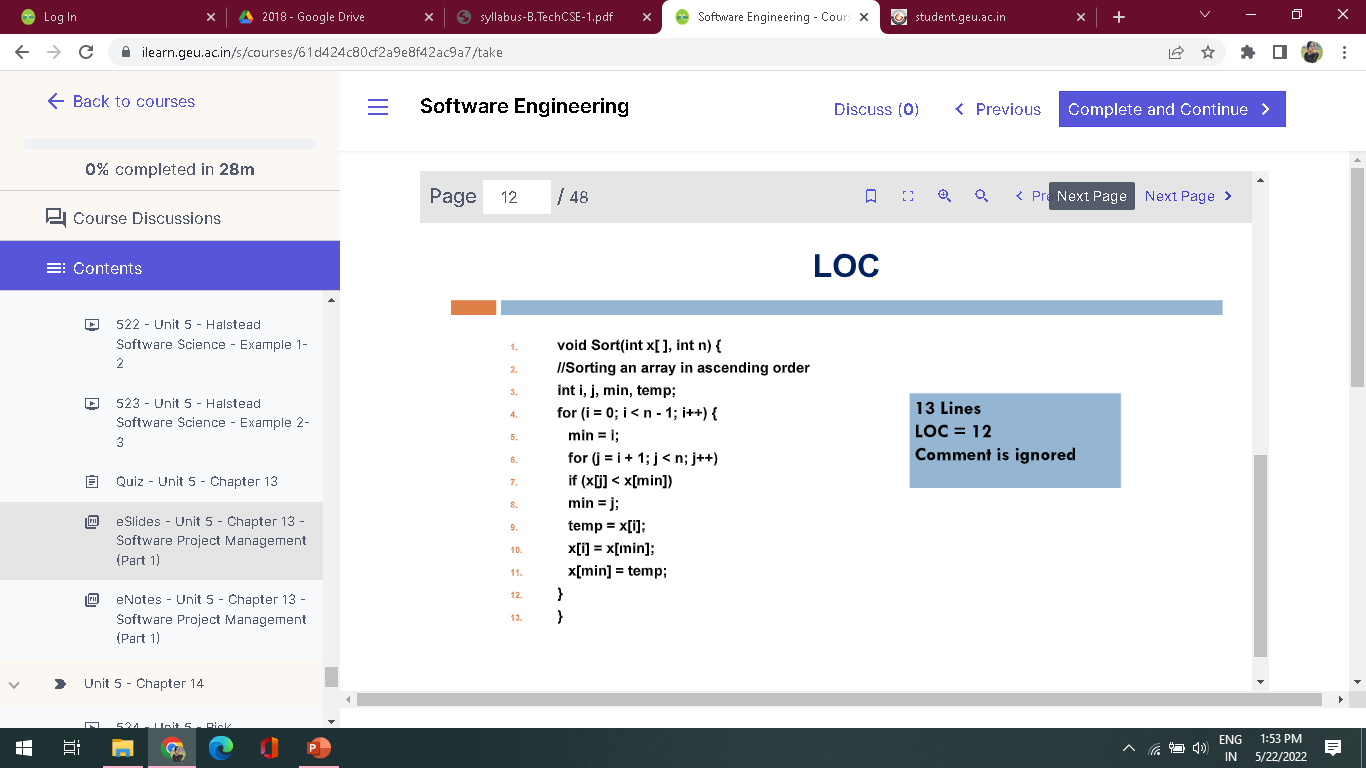 Log In
2018 - Google Drive
syllabus-B.TechCSE-1.pdf
Software Engineering - Cour
student.geu.ac.in
ilearn.geu.ac.in/s/courses/61d424c80cf2a9e8f42ac9a7/take
Back to courses
0% completed in 28m
Course Discussions
Contents
522 - Unit 5 - Halstead
Software Science - Example 1-
2
523 - Unit 5 - Halstead
Software Science - Example 2-
3
Quiz - Unit 5 - Chapter 13
eSlides - Unit 5 - Chapter 13 -
Software Project Management
(Part 1)
eNotes - Unit 5 - Chapter 13 -
Software Project Management
(Part 1)
Unit 5 - Chapter 14
524 - Unit 5 - Risk
Software Engineering
Discuss (0)
Previous
Complete and Continue
Page 12 / 48
Pre
Next Page
Next Page
LOC
1. void Sort(int x[ ], int n) {
2. //Sorting an array in ascending order
3. int i, j, min, temp;
4. for (i = 0; i < n - 1; i++) {
5. min = i;
6. for (j = i + 1; j < n; j++)
7. if (x[j] < x[min])
8. min = j;
9. temp = x[i];
10. x[i] = x[min];
11. x[min] = temp;
12. }
13. }
13 Lines
LOC = 12
Comment is ignored
ENG
IN
1:53 PM
5/22/2022